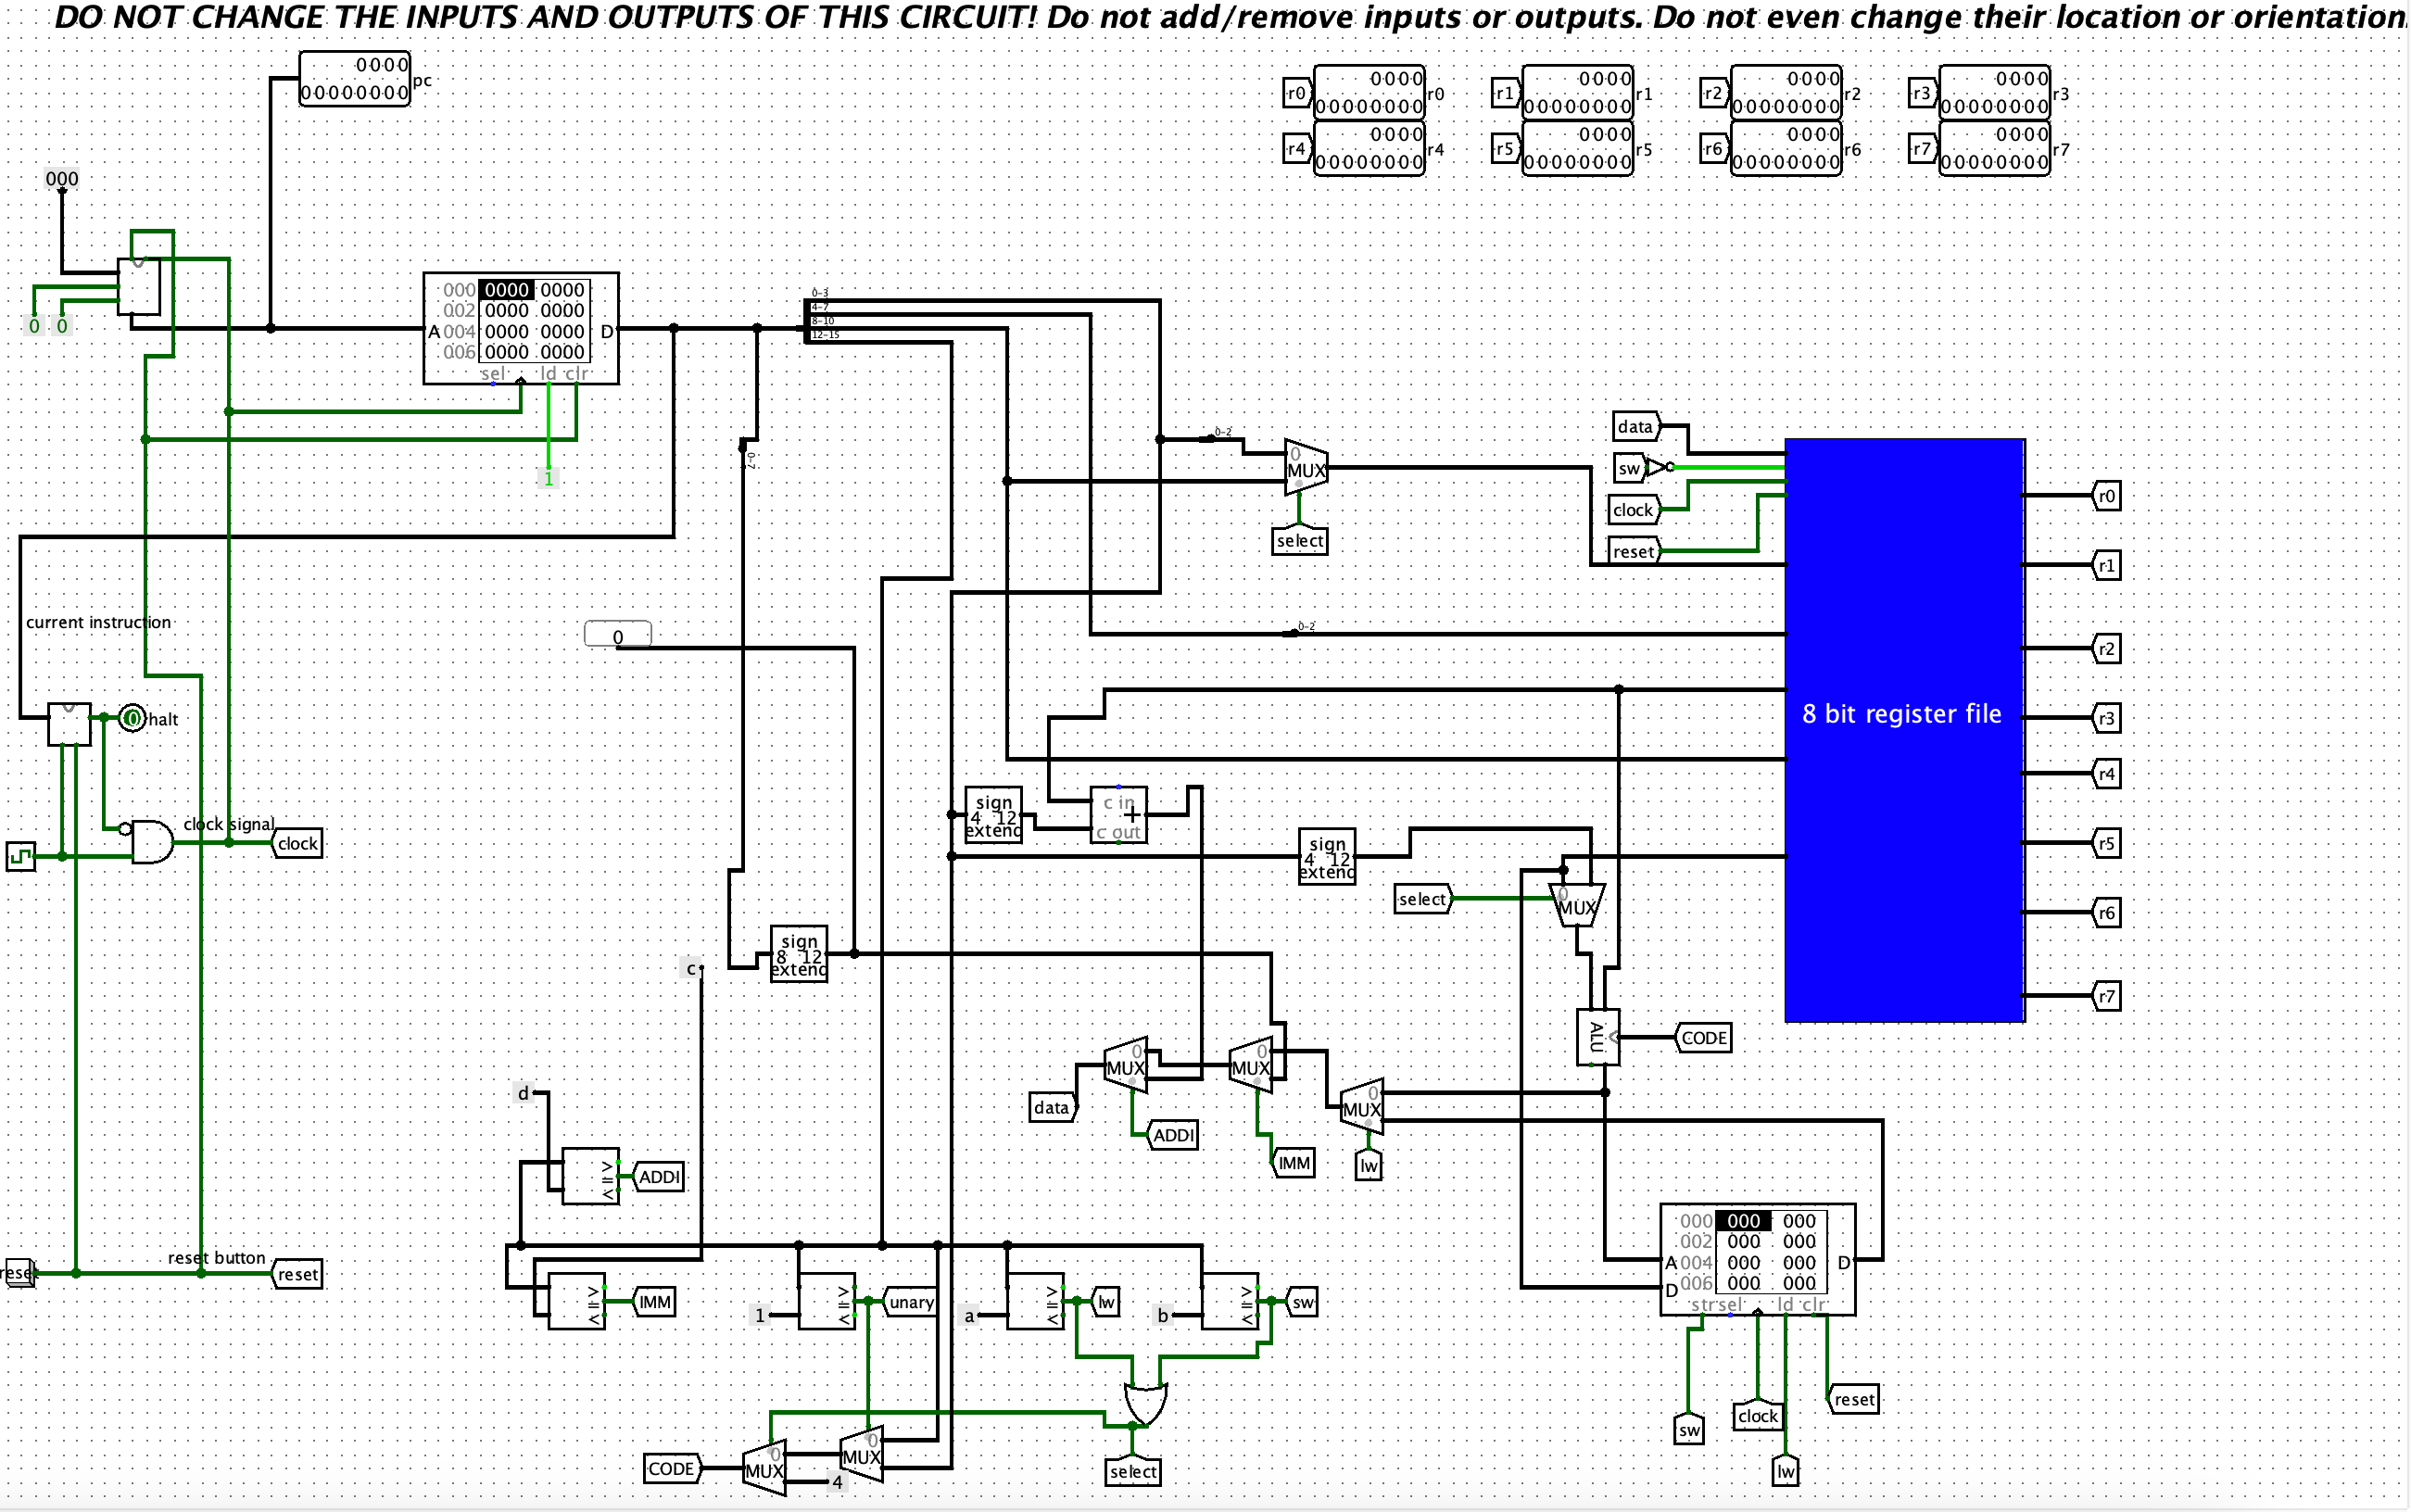 DO NOT CHANGE THE INPUTS AND OUTPUTS OF THIS CIRCUIT! Do not add/remove inputs or outputs. Do not even change their location or orientation
0000
00000000 pc
r0 0000 00000000 r0
r1 0000 00000000 r1
r2 0000 00000000 r2
r3 0000 00000000 r3
r4 0000 00000000 r4
r5 0000 00000000 r5
r6 0000 00000000 r6
r7 0000 00000000 r7
000
0 0
000 0000 0000
002 0000 0000
A 004 0000 0000 D
006 0000 0000
sel ld clr
1
0-3
4-7
8-10
12-15
0-7
0-2
0
MUX
select
data
sw
clock
reset
8 bit register file
r0
r1
r2
r3
r4
r5
r6
r7
current instruction
0
0-2
0 halt
clock signal
clock
sign
4 12
extend
c in
+
c out
sign
4 12
extend
select
0
MUX
c
sign
8 12
extend
ALU
CODE
0
MUX
0
MUX
0
MUX
data
ADDI
IMM
lw
d
>
=
<
ADDI
reset
reset button
reset
>
=
<
IMM
1
>
=
<
unary
a
>
=
<
lw
b
>
=
<
sw
000 000 000
002 000 000
A 004 000 000 D
D 006 000 000
str sel ld clr
sw
clock
reset
lw
CODE
0
MUX
4
0
MUX
select